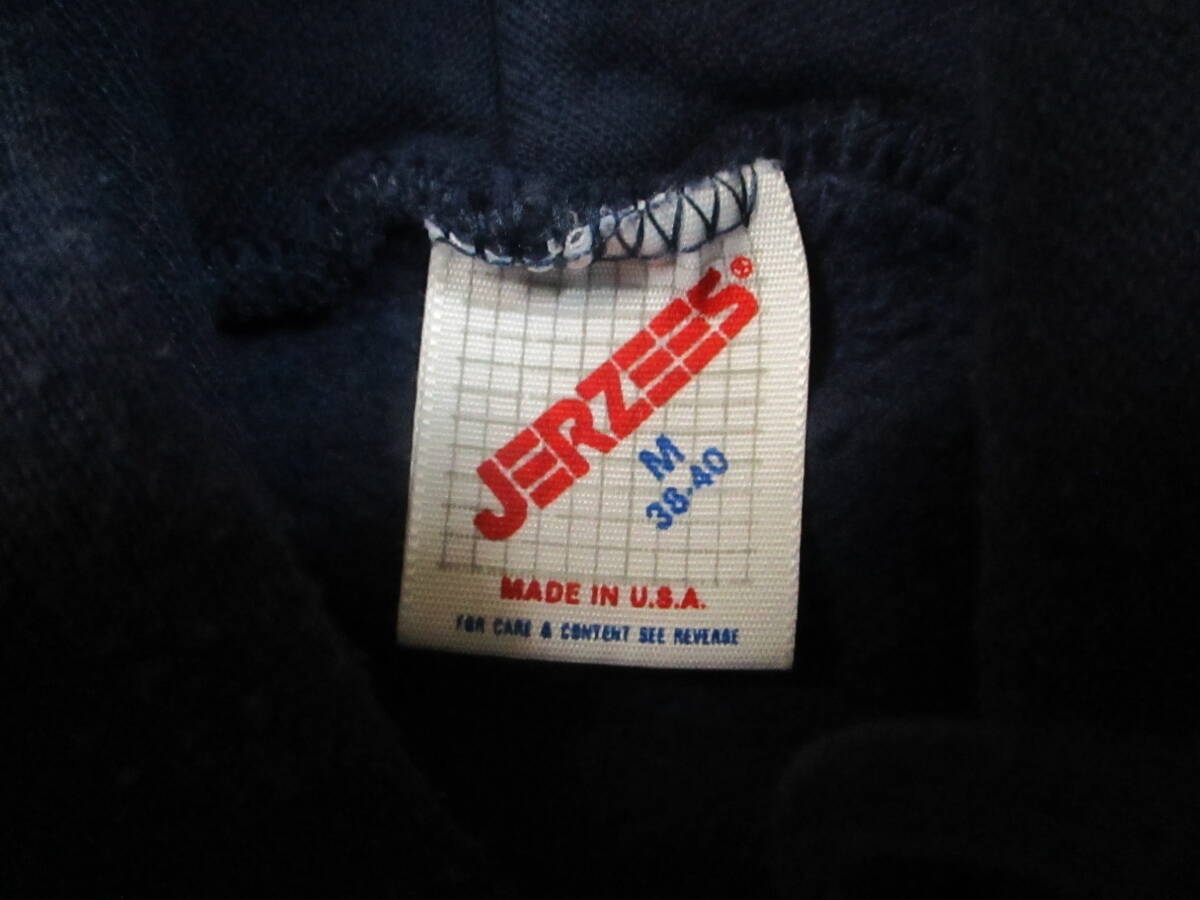 JERZEES®
M
38-40
MADE IN U.S.A.
FOR CARE & CONTENT SEE REVERSE